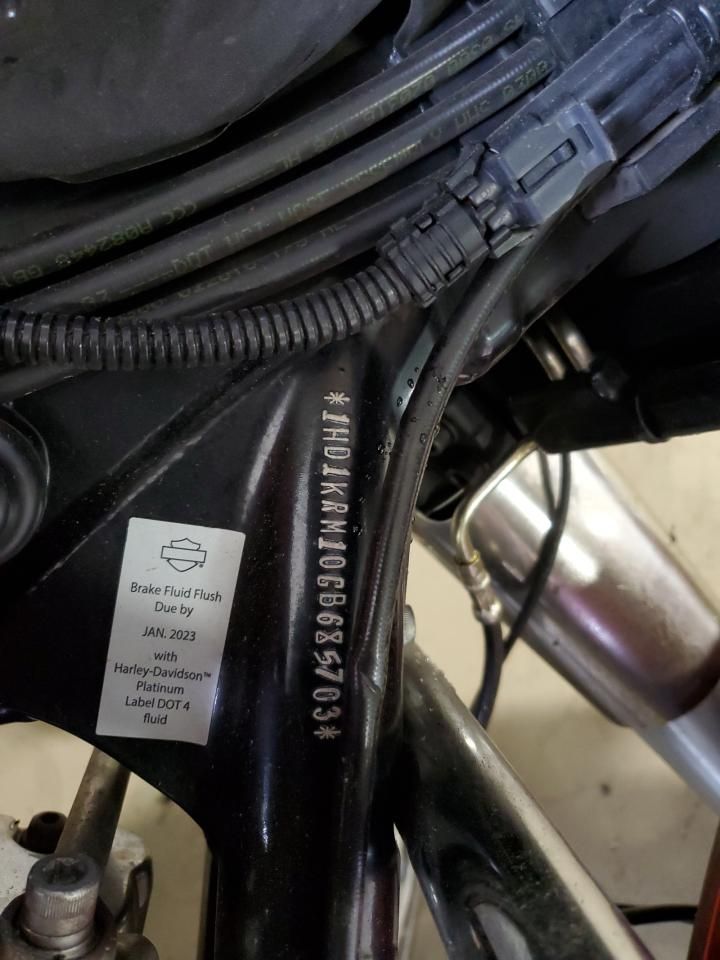 *1HD1KRM10GB685703*
Brake Fluid Flush
Due by
JAN. 2023
with
Harley-Davidson™
Platinum
Label DOT 4
fluid